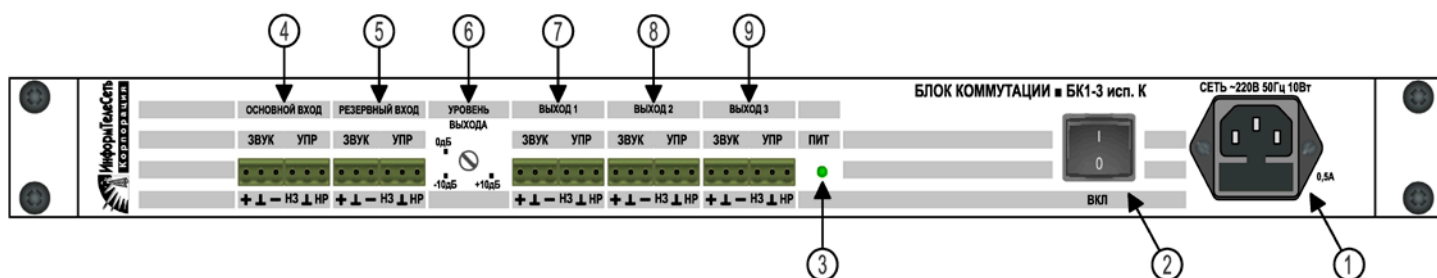 4 5 6 7 8 9
ИнформТелеСеть
Корпорация
ОСНОВНОЙ ВХОД РЕЗЕРВНЫЙ ВХОД УРОВЕНЬ ВЫХОДА ВЫХОД 1 ВЫХОД 2 ВЫХОД 3
БЛОК КОММУТАЦИИ ■ БК1-3 исп. К
СЕТЬ ~220В 50Гц 10Вт
ЗВУК УПР ЗВУК УПР 0дБ ЗВУК УПР ЗВУК УПР ЗВУК УПР ПИТ
I
0
-10дБ +10дБ
0,5А
+ ⊥ − НЗ ⊥ НР + ⊥ − НЗ ⊥ НР + ⊥ − НЗ ⊥ НР + ⊥ − НЗ ⊥ НР + ⊥ − НЗ ⊥ НР
ВКЛ
3 2 1